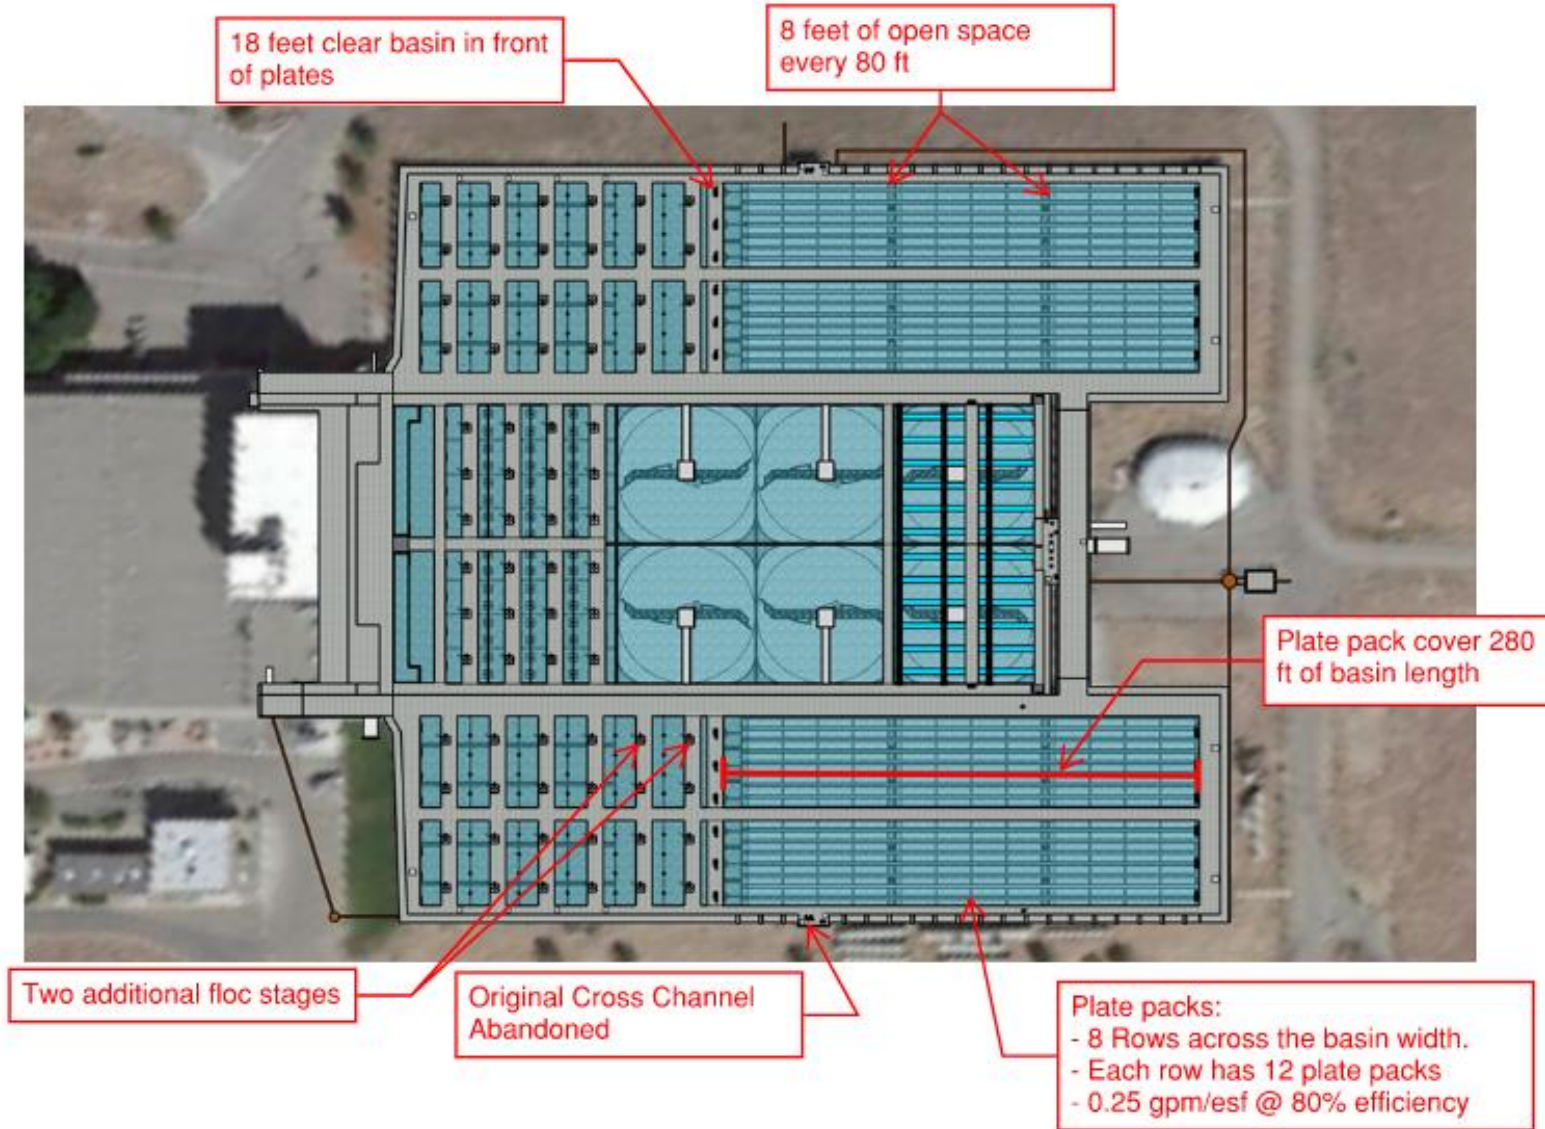 18 feet clear basin in front
of plates
8 feet of open space
every 80 ft
Plate pack cover 280
ft of basin length
Two additional floc stages
Original Cross Channel
Abandoned
Plate packs:
- 8 Rows across the basin width.
- Each row has 12 plate packs
- 0.25 gpm/esf @ 80% efficiency